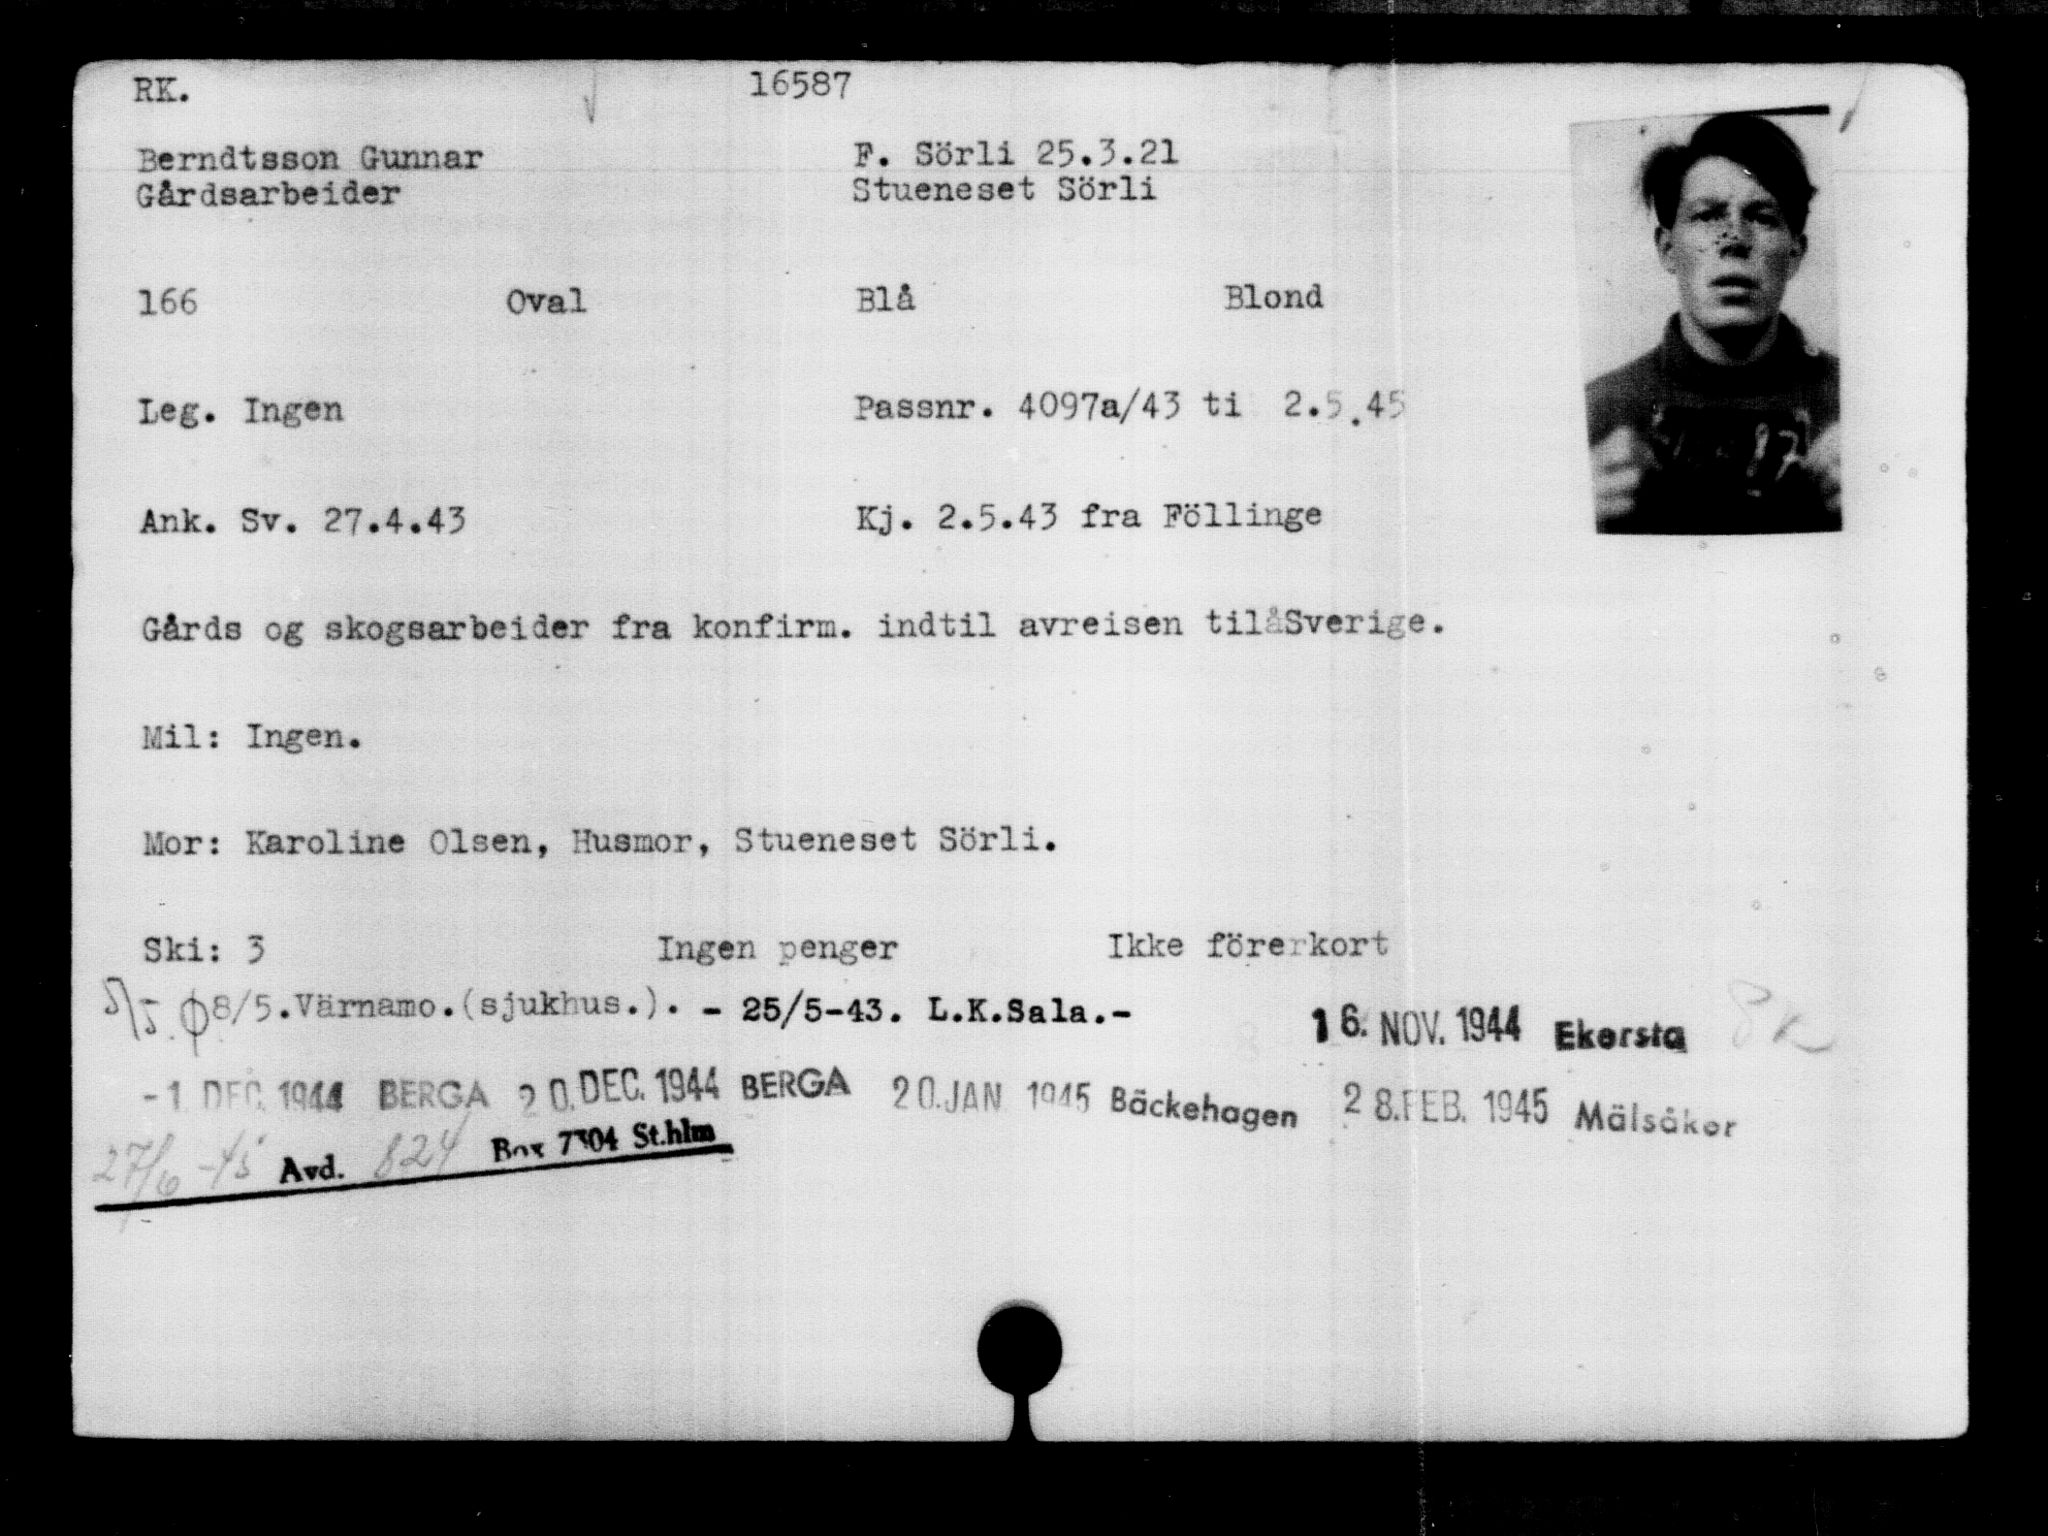 RK. 16587
Berndtsson Gunnar F. Sörli 25.3.21
Gårdsarbeider Stueneset Sörli
166 Oval Blå Blond
Leg. Ingen Passnr. 4097a/43 ti 2.5.45
Ank. Sv. 27.4.43 Kj. 2.5.43 fra Föllinge
Gårds og skogsarbeider fra konfirm. indtil avreisen tilåSverige.
Mil: Ingen.
Mor: Karoline Olsen, Husmor, Stueneset Sörli.
Ski: 3 Ingen penger Ikke förerkort
5/5. 8/5.Värnamo.(sjukhus.). - 25/5-43. L.K.Sala.- 16. NOV. 1944 Ekersta
-1 DEC. 1944 BERGA 20. DEC. 1944 BERGA 20. JAN 1945 Bäckehagen 28. FEB. 1945 Mälsåker
27/6 -45 Avd. 824 Box 7304 St.hlm